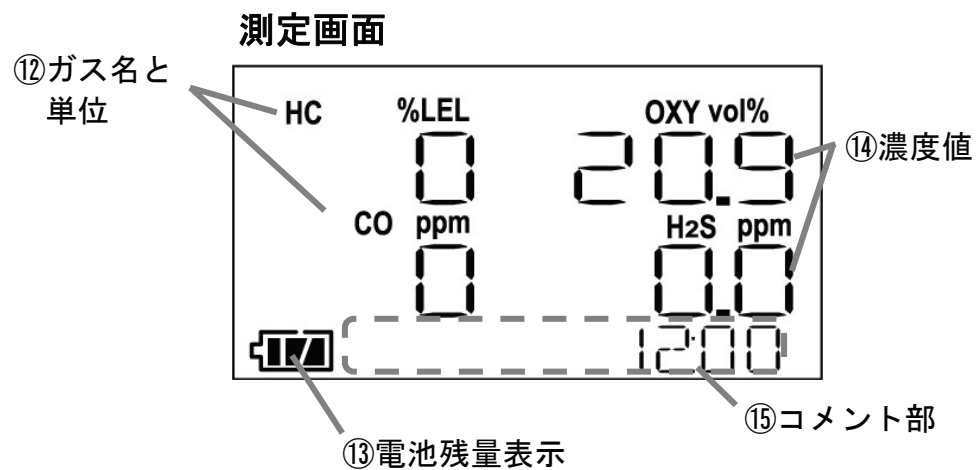 測定画面
⑫ガス名と
単位
HC %LEL OXY vol%
0 20.9
⑭濃度値
CO ppm H2S ppm
0 0.0
12:00
⑮コメント部
⑬電池残量表示